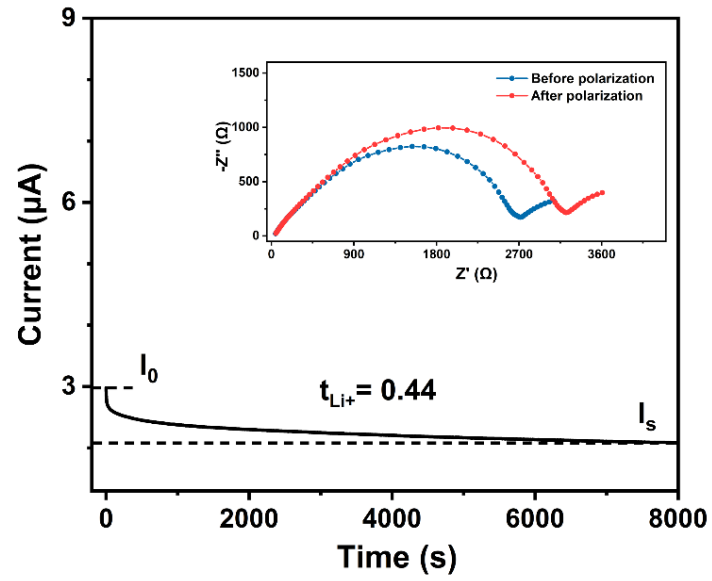 9
6
3
Current (μA)
0
2000
4000
6000
8000
Time (s)
I0
tLi+= 0.44
Is
1500
1000
500
0
-Z'' (Ω)
0
900
1800
2700
3600
Z' (Ω)
Before polarization
After polarization